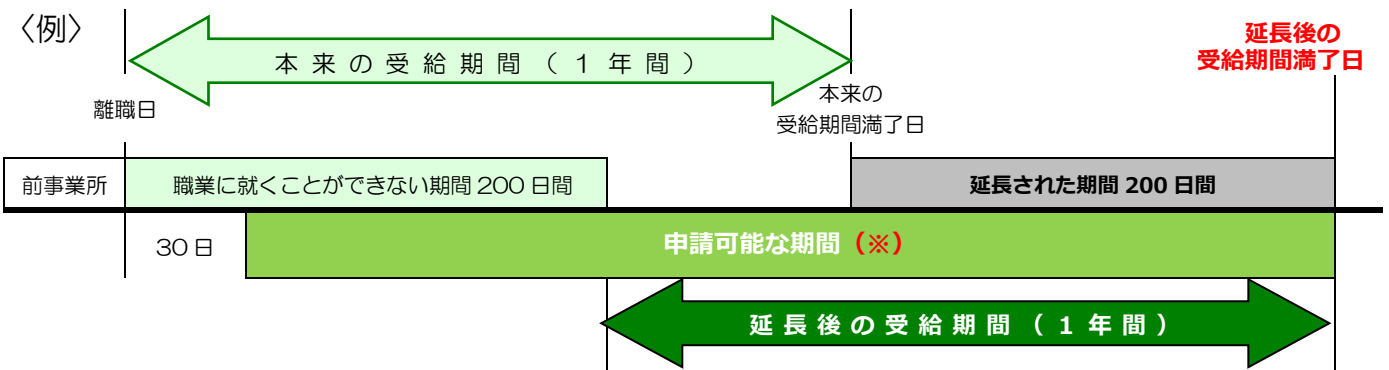 〈例〉
本来の受給期間（1年間）
延長後の
受給期間満了日
離職日
本来の
受給期間満了日
前事業所
職業に就くことができない期間 200 日間
延長された期間 200 日間
30 日
申請可能な期間（※）
延長後の受給期間（1年間）